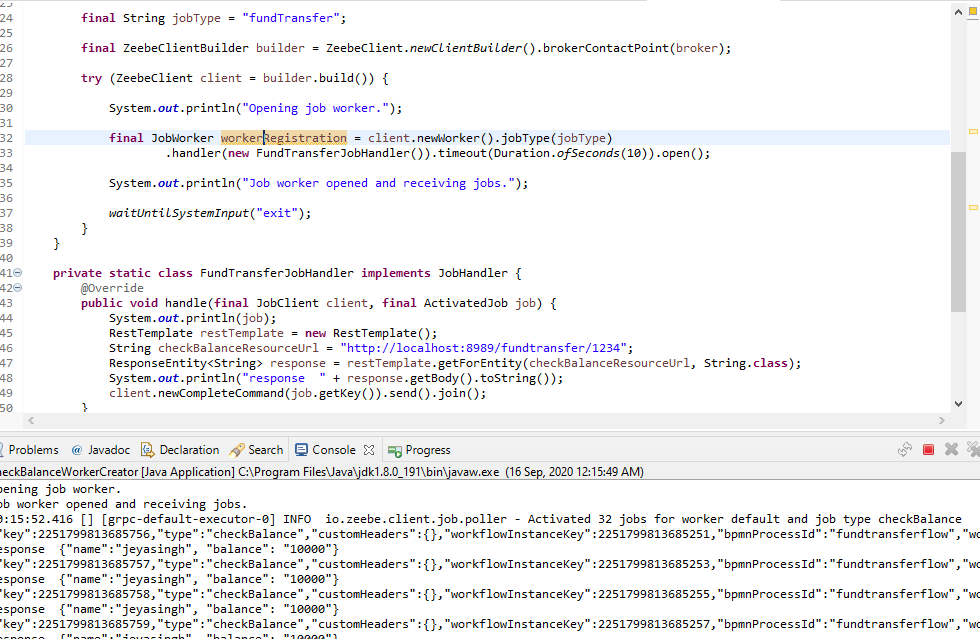 24 final String jobType = "fundTransfer";
25
26 final ZeebeClientBuilder builder = ZeebeClient.newClientBuilder().brokerContactPoint(broker);
27
28 try (ZeebeClient client = builder.build()) {
29
30 System.out.println("Opening job worker.");
31
32 final JobWorker workerRegistration = client.newWorker().jobType(jobType)
33 .handler(new FundTransferJobHandler()).timeout(Duration.ofSeconds(10)).open();
34
35 System.out.println("Job worker opened and receiving jobs.");
36
37 waitUntilSystemInput("exit");
38 }
39 }
40
41 private static class FundTransferJobHandler implements JobHandler {
42 @Override
43 public void handle(final JobClient client, final ActivatedJob job) {
44 System.out.println(job);
45 RestTemplate restTemplate = new RestTemplate();
46 String checkBalanceResourceUrl = "http://localhost:8989/fundtransfer/1234";
47 ResponseEntity<String> response = restTemplate.getForEntity(checkBalanceResourceUrl, String.class);
48 System.out.println("response  " + response.getBody().toString());
49 client.newCompleteCommand(job.getKey()).send().join();
50 }
Problems @ Javadoc Declaration Search Console Progress
heckBalanceWorkerCreator [Java Application] C:\Program Files\Java\jdk1.8.0_191\bin\javaw.exe (16 Sep, 2020 12:15:49 AM)
pening job worker.
ob worker opened and receiving jobs.
0:15:52.416 [] [grpc-default-executor-0] INFO  io.zeebe.client.job.poller - Activated 32 jobs for worker default and job type checkBalance
"key":2251799813685756,"type":"checkBalance","customHeaders":{},"workflowInstanceKey":2251799813685251,"bpmnProcessId":"fundtransferflow","wo
esponse  {"name":"jeyasingh", "balance": "10000"}
"key":2251799813685757,"type":"checkBalance","customHeaders":{},"workflowInstanceKey":2251799813685253,"bpmnProcessId":"fundtransferflow","wo
esponse  {"name":"jeyasingh", "balance": "10000"}
"key":2251799813685758,"type":"checkBalance","customHeaders":{},"workflowInstanceKey":2251799813685255,"bpmnProcessId":"fundtransferflow","wo
esponse  {"name":"jeyasingh", "balance": "10000"}
"key":2251799813685759,"type":"checkBalance","customHeaders":{},"workflowInstanceKey":2251799813685257,"bpmnProcessId":"fundtransferflow","wo
esponse  {"name":"jeyasingh", "balance": "10000"}